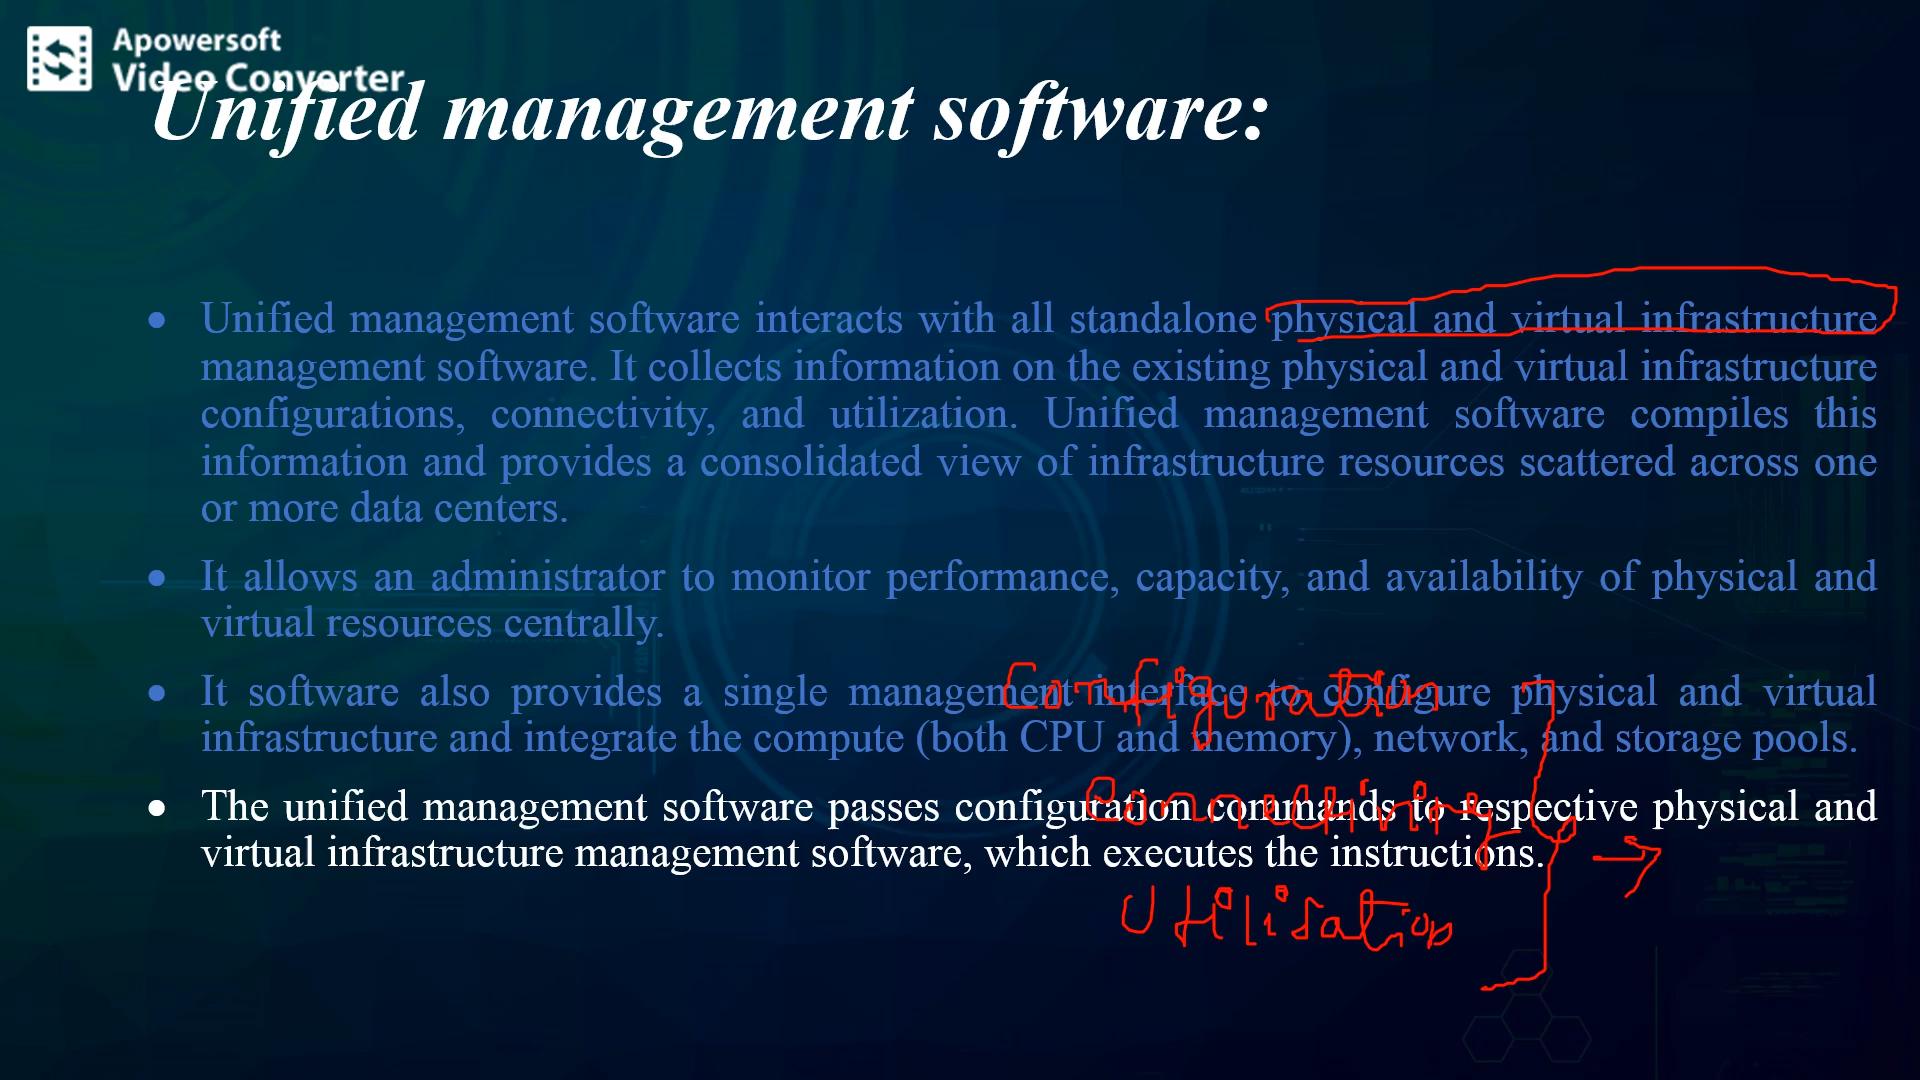 Apowersoft
Video Converter
Unified management software:
● Unified management software interacts with all standalone physical and virtual infrastructure
management software. It collects information on the existing physical and virtual infrastructure
configurations, connectivity, and utilization. Unified management software compiles this
information and provides a consolidated view of infrastructure resources scattered across one
or more data centers.
● It allows an administrator to monitor performance, capacity, and availability of physical and
virtual resources centrally.
● It software also provides a single management interface to configure physical and virtual
infrastructure and integrate the compute (both CPU and memory), network, and storage pools.
● The unified management software passes configuration commands to respective physical and
virtual infrastructure management software, which executes the instructions.
Configuration
Utilisation